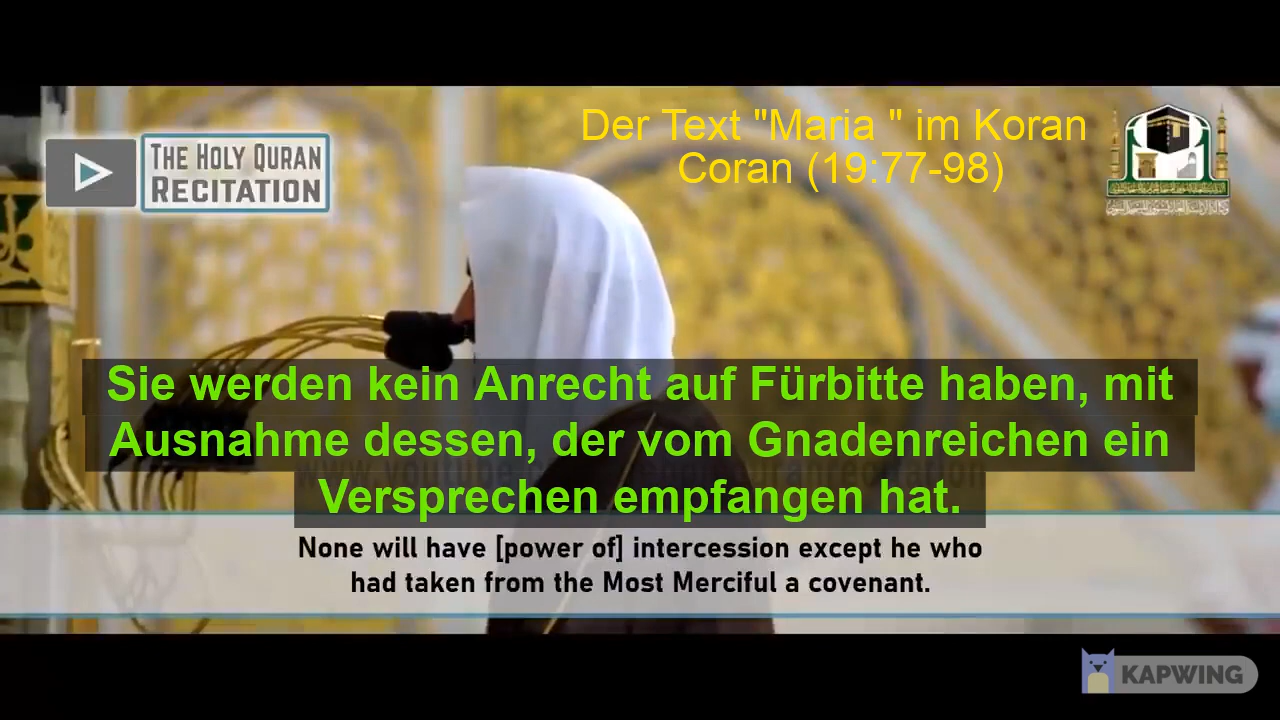 THE HOLY QURAN
RECITATION
Der Text "Maria " im Koran
Coran (19:77-98)
Sie werden kein Anrecht auf Fürbitte haben, mit
Ausnahme dessen, der vom Gnadenreichen ein
Versprechen empfangen hat.
None will have [power of] intercession except he who
had taken from the Most Merciful a covenant.
KAPWING